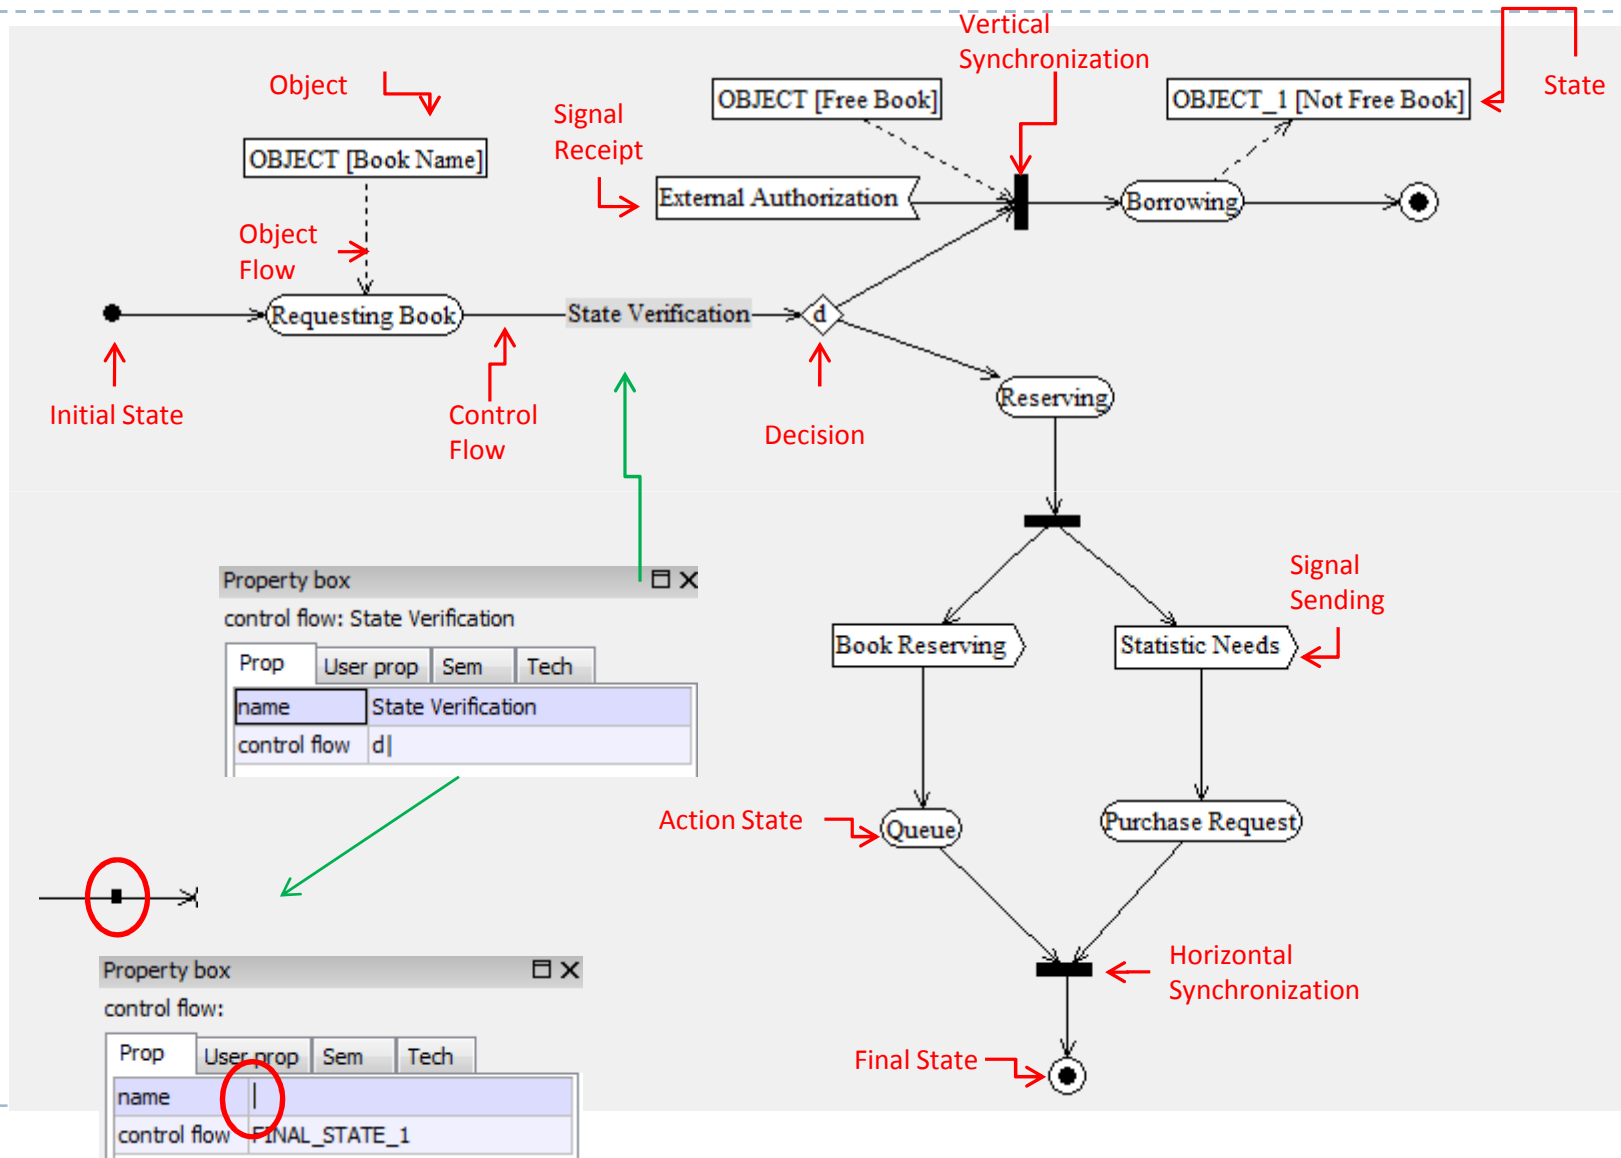 Vertical
Synchronization
Object
State
OBJECT [Free Book]
OBJECT_1 [Not Free Book]
Signal
Receipt
OBJECT [Book Name]
External Authorization
Borrowing
Object
Flow
Requesting Book
State Verification
d
Reserving
Initial State
Control
Flow
Decision
Property box
control flow: State Verification
Prop
User prop
Sem
Tech
name
State Verification
control flow
d
Signal
Sending
Book Reserving
Statistic Needs
Action State
Queue
Purchase Request
Horizontal
Synchronization
Property box
control flow:
Prop
User prop
Sem
Tech
name
control flow
FINAL_STATE_1
Final State